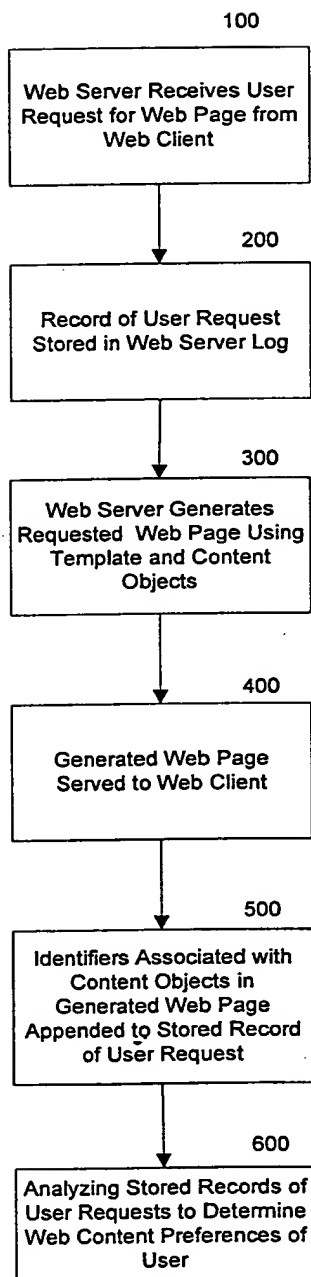 100
Web Server Receives User
Request for Web Page from
Web Client
200
Record of User Request
Stored in Web Server Log
300
Web Server Generates
Requested Web Page Using
Template and Content
Objects
400
Generated Web Page
Served to Web Client
500
Identifiers Associated with
Content Objects in
Generated Web Page
Appended to Stored Record
of User Request
600
Analyzing Stored Records of
User Requests to Determine
Web Content Preferences of
User